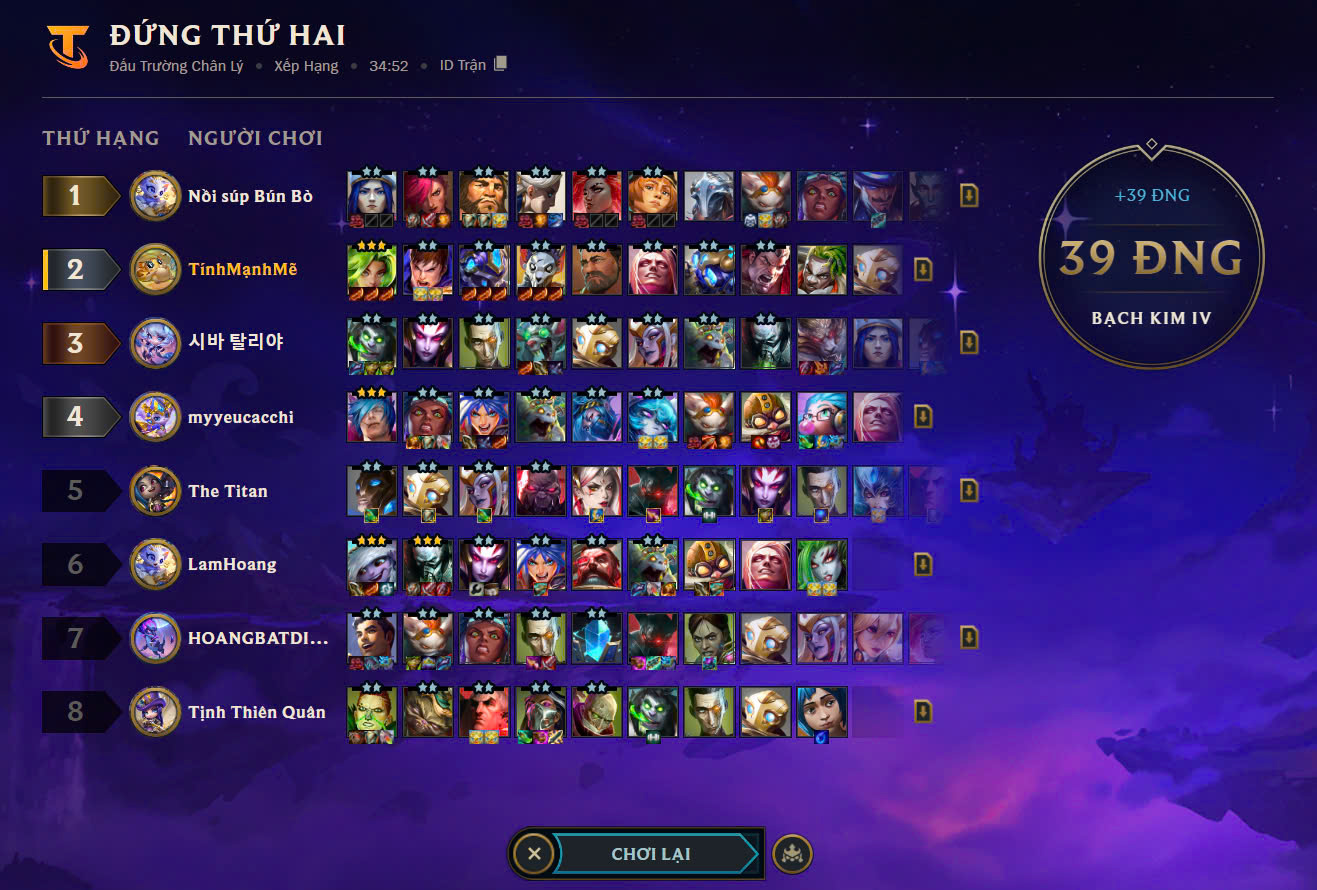 ĐỨNG THỨ HAI
Đấu Trường Chân Lý • Xếp Hạng • 34:52 • ID Trận
THỨ HẠNG NGƯỜI CHƠI
1 Nồi súp Bún Bò
2 TínhMạnhMẽ
3 시바 탈리야
4 myyeucacchi
5 The Titan
6 LamHoang
7 HOANGBATDI...
8 Tịnh Thiên Quân
+39 ĐNG
39 ĐNG
BẠCH KIM IV
CHƠI LẠI